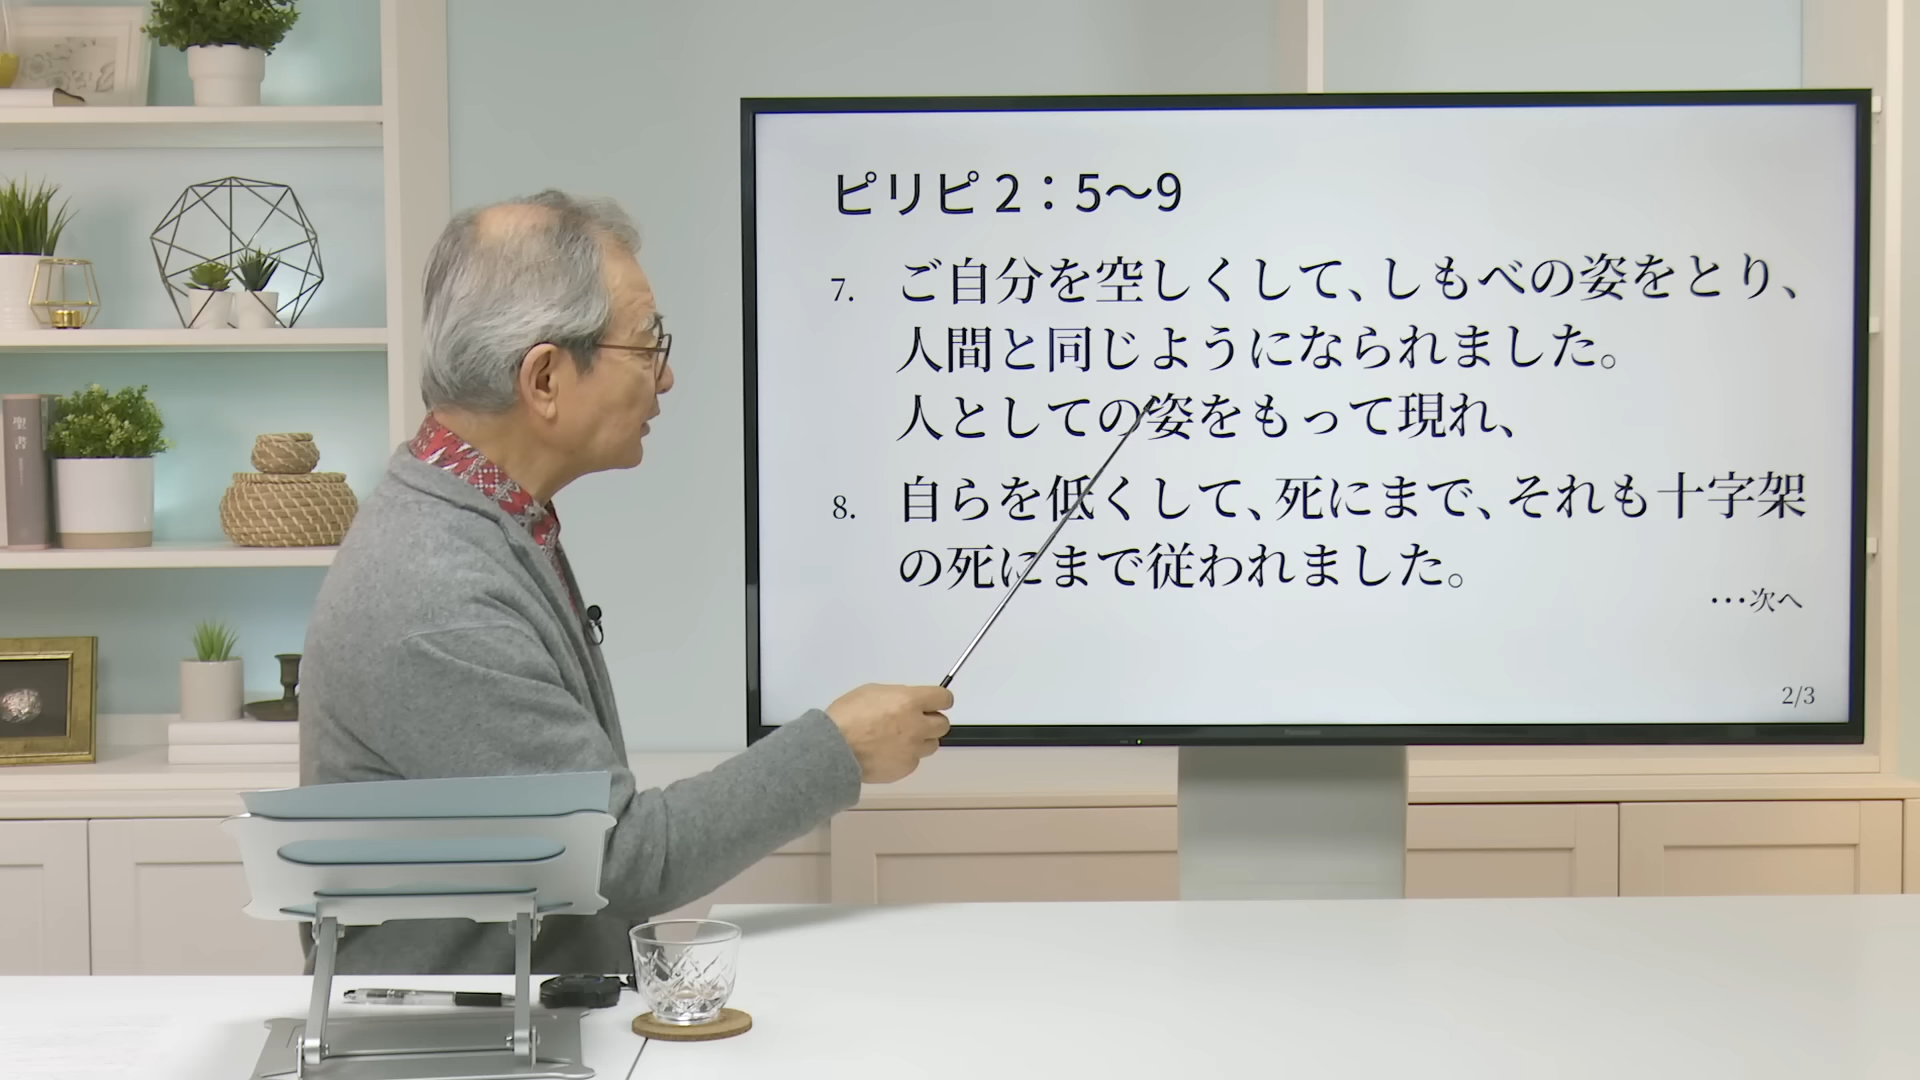 ピリピ 2：5〜9
7. ご自分を空しくして、しもべの姿をとり、
人間と同じようになられました。
人としての姿をもって現れ、
8. 自らを低くして、死にまで、それも十字架
の死にまで従われました。
…次へ
2/3
聖書
Panasonic